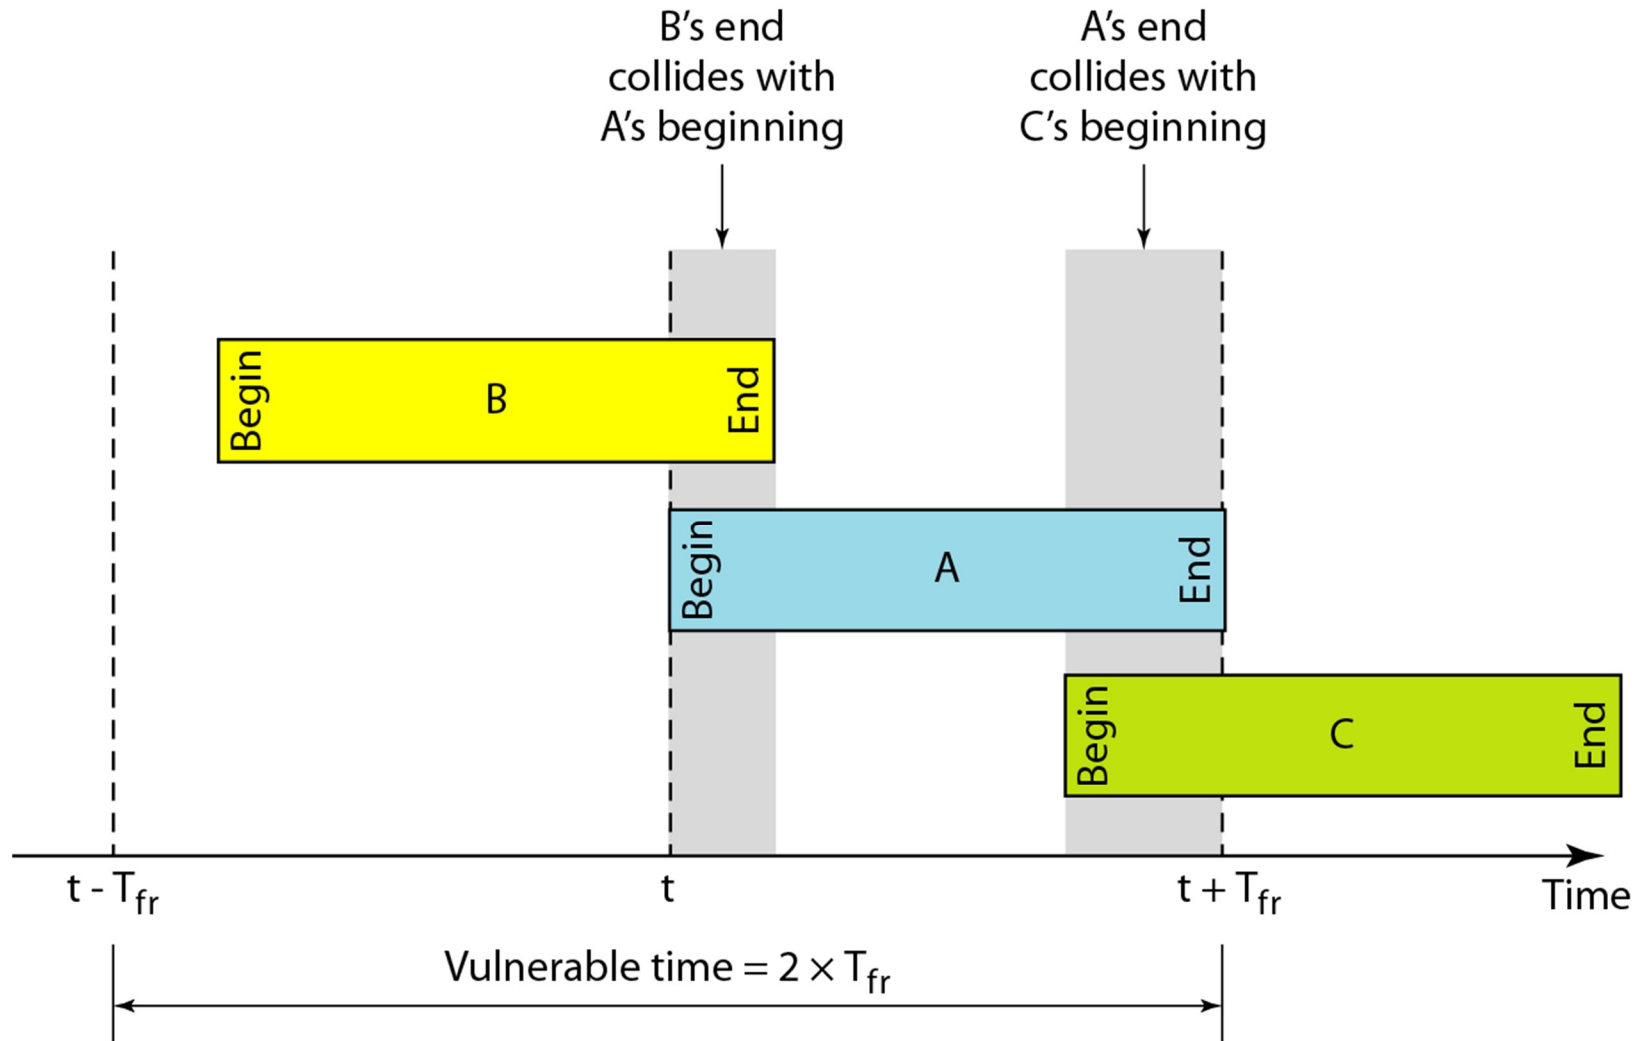 B’s end
collides with
A’s beginning
A’s end
collides with
C’s beginning
Begin
B
End
Begin
A
End
Begin
C
End
t - Tfr
t
t + Tfr
Time
Vulnerable time = 2 × Tfr